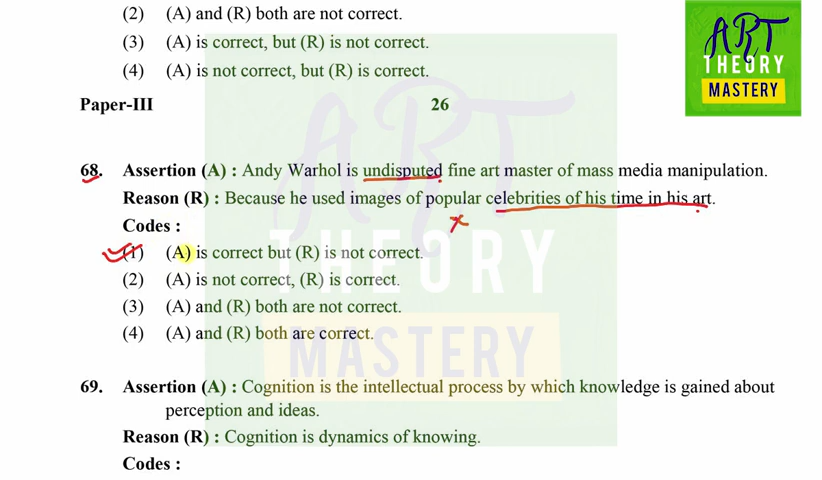 (2) (A) and (R) both are not correct.
(3) (A) is correct, but (R) is not correct.
(4) (A) is not correct, but (R) is correct.
ART
THEORY
MASTERY
Paper-III 26
68. Assertion (A) : Andy Warhol is undisputed fine art master of mass media manipulation.
Reason (R) : Because he used images of popular celebrities of his time in his art.
Codes :
(1) (A) is correct but (R) is not correct.
(2) (A) is not correct, (R) is correct.
(3) (A) and (R) both are not correct.
(4) (A) and (R) both are correct.
ART
THEORY
MASTERY
69. Assertion (A) : Cognition is the intellectual process by which knowledge is gained about
perception and ideas.
Reason (R) : Cognition is dynamics of knowing.
Codes :